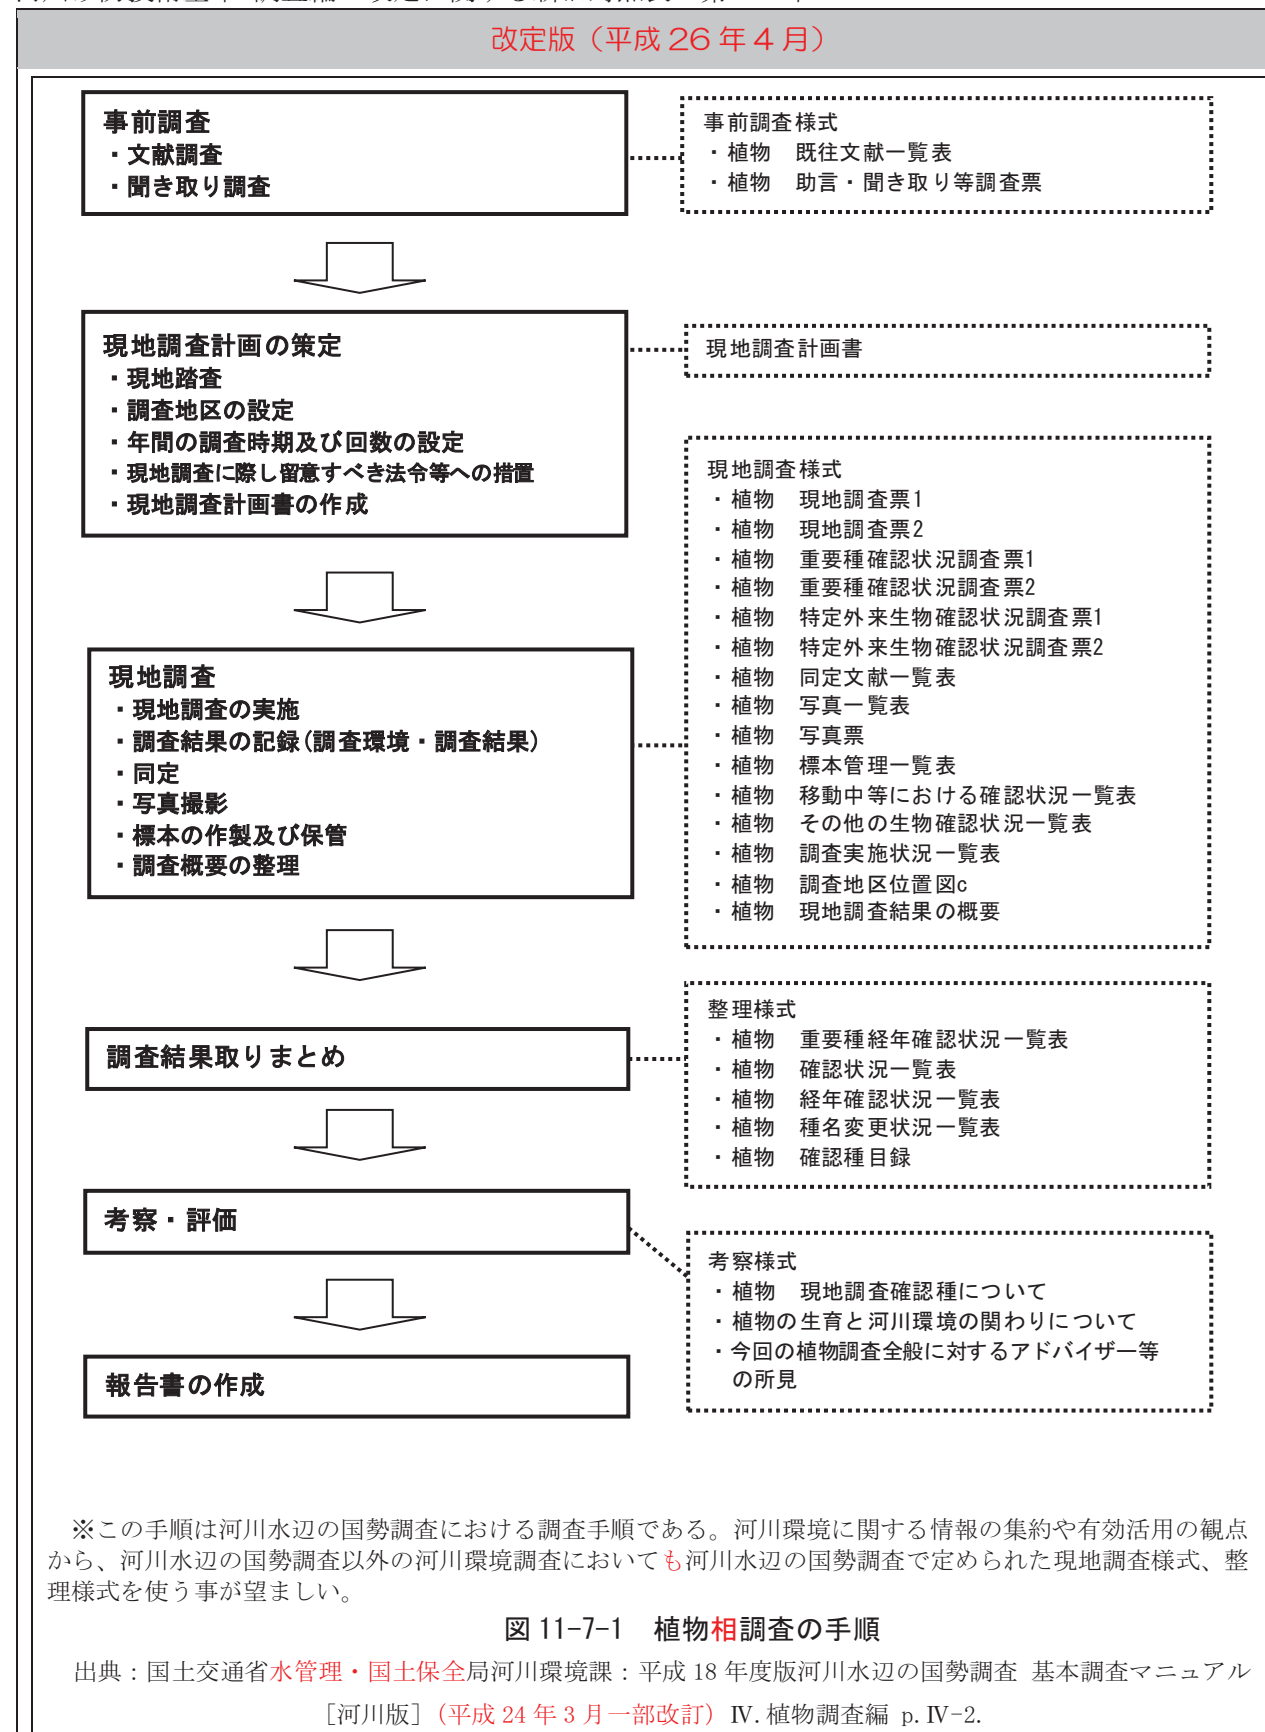 改定版（平成 26 年 4 月）
事前調査
・文献調査
・聞き取り調査
事前調査様式
・植物　既往文献一覧表
・植物　助言・聞き取り等調査票
現地調査計画の策定
・現地踏査
・調査地区の設定
・年間の調査時期及び回数の設定
・現地調査に際し留意すべき法令等への措置
・現地調査計画書の作成
現地調査計画書
現地調査
・現地調査の実施
・調査結果の記録(調査環境・調査結果)
・同定
・写真撮影
・標本の作製及び保管
・調査概要の整理
現地調査様式
・植物　現地調査票1
・植物　現地調査票2
・植物　重要種確認状況調査票1
・植物　重要種確認状況調査票2
・植物　特定外来生物確認状況調査票1
・植物　特定外来生物確認状況調査票2
・植物　同定文献一覧表
・植物　写真一覧表
・植物　写真票
・植物　標本管理一覧表
・植物　移動中等における確認状況一覧表
・植物　その他の生物確認状況一覧表
・植物　調査実施状況一覧表
・植物　調査地区位置図c
・植物　現地調査結果の概要
調査結果取りまとめ
整理様式
・植物　重要種経年確認状況一覧表
・植物　確認状況一覧表
・植物　経年確認状況一覧表
・植物　種名変更状況一覧表
・植物　確認種目録
考察・評価
考察様式
・植物　現地調査確認種について
・植物の生育と河川環境の関わりについて
・今回の植物調査全般に対するアドバイザー等
の所見
報告書の作成
※この手順は河川水辺の国勢調査における調査手順である。河川環境に関する情報の集約や有効活用の観点
から、河川水辺の国勢調査以外の河川環境調査においても河川水辺の国勢調査で定められた現地調査様式、整
理様式を使う事が望ましい。
図 11-7-1　植物相調査の手順
出典：国土交通省水管理・国土保全局河川環境課：平成 18 年度版河川水辺の国勢調査 基本調査マニュアル
［河川版］（平成 24 年 3 月一部改訂）Ⅳ.植物調査編 p.Ⅳ-2.